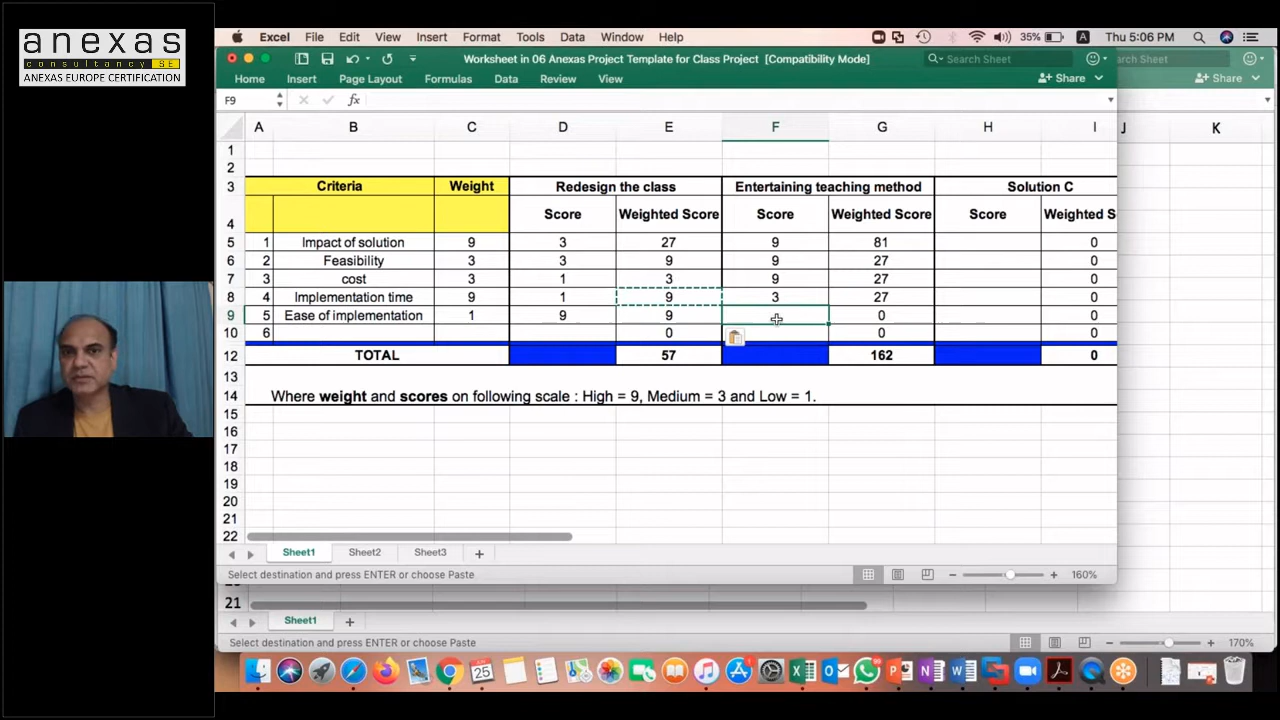 anexas
consultancy SE
ANEXAS EUROPE CERTIFICATION
Excel File Edit View Insert Format Tools Data Window Help 35% Thu 5:06 PM
Worksheet in 06 Anexas Project Template for Class Project [Compatibility Mode] Search Sheet Search Sheet
Home Insert Page Layout Formulas Data Review View Share Share
F9 fx
A B C D E F G H I J K
1
2
3 Criteria Weight Redesign the class Entertaining teaching method Solution C
4 Score Weighted Score Score Weighted Score Score Weighted S
5 1 Impact of solution 9 3 27 9 81 0
6 2 Feasibility 3 3 9 9 27 0
7 3 cost 3 1 3 9 27 0
8 4 Implementation time 9 1 9 3 27 0
9 5 Ease of implementation 1 9 9 0 0
10 6 0 0 0
12 TOTAL 57 162 0
13
14 Where weight and scores on following scale : High = 9, Medium = 3 and Low = 1.
15
16
17
18
19
20
21
22
Sheet1 Sheet2 Sheet3 +
Select destination and press ENTER or choose Paste 160%
21
Sheet1 +
Select destination and press ENTER or choose Paste 170%